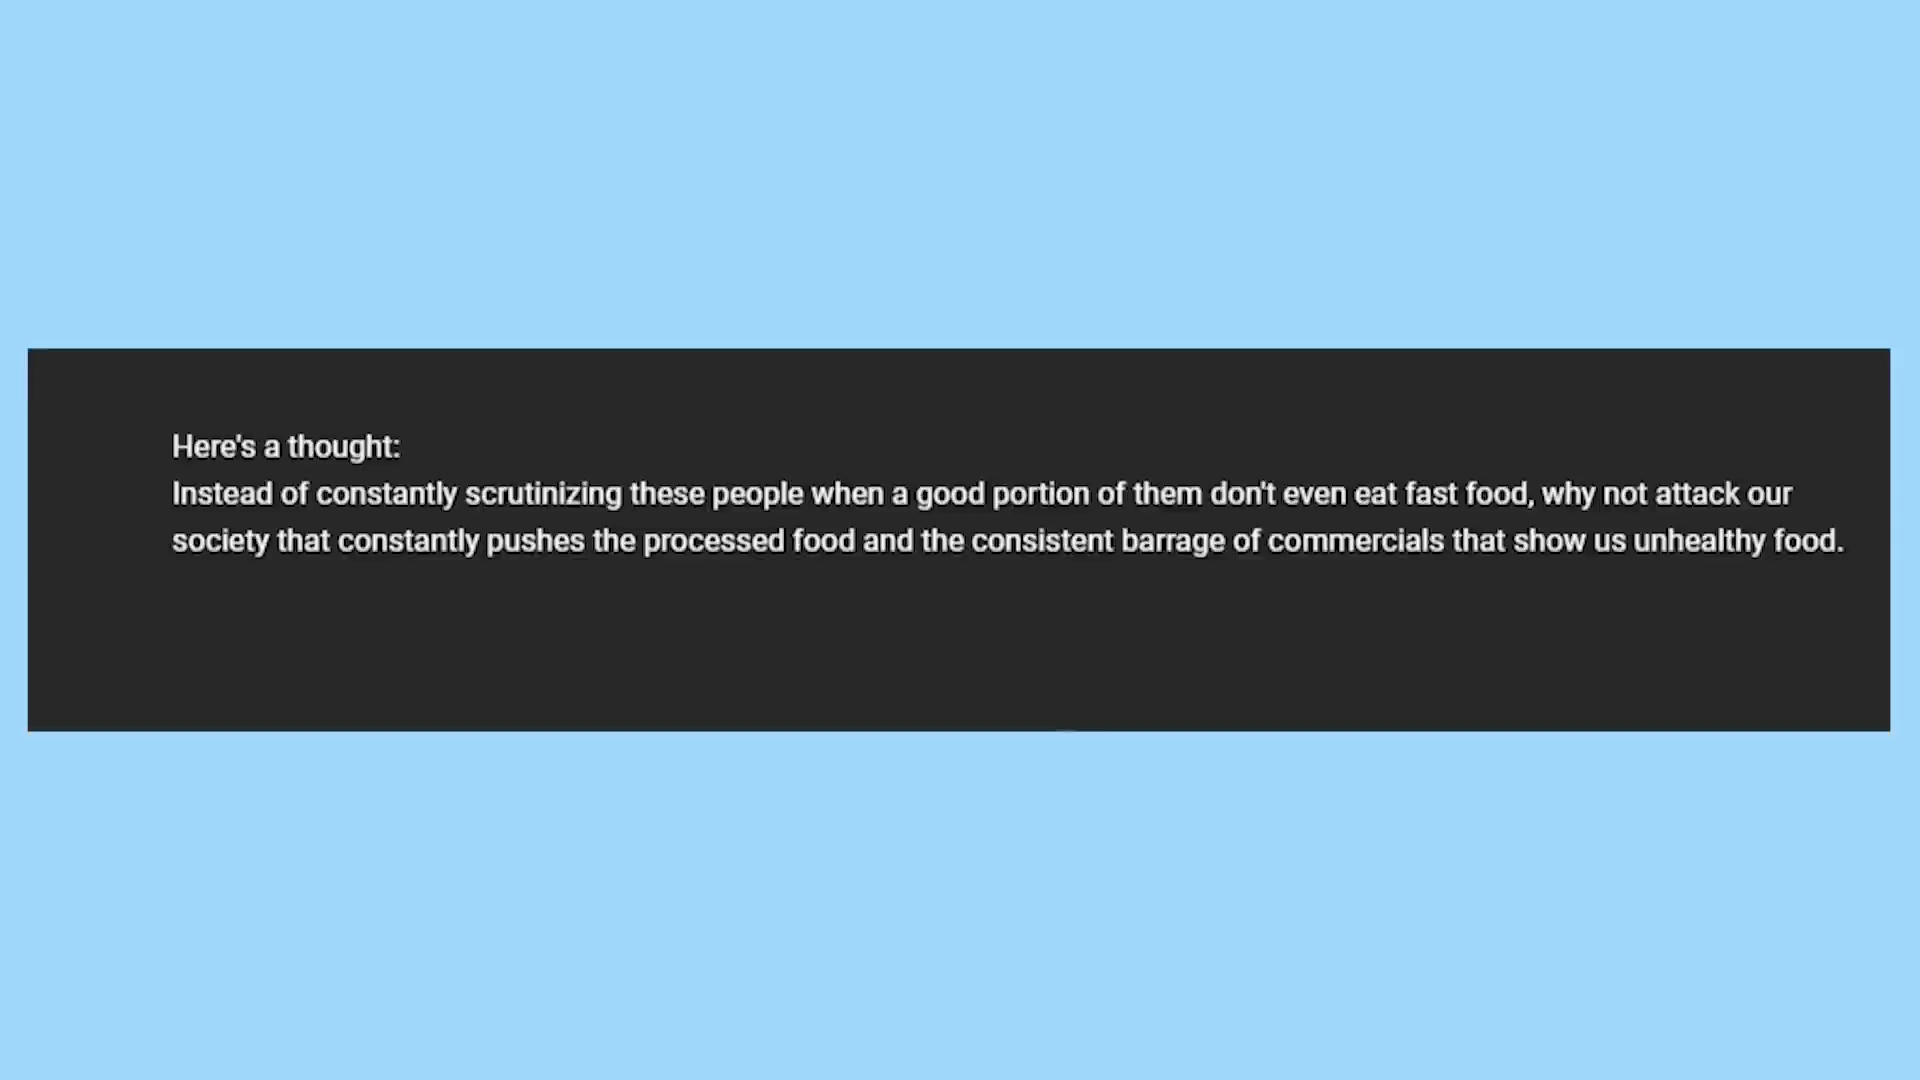 Here's a thought:
Instead of constantly scrutinizing these people when a good portion of them don't even eat fast food, why not attack our
society that constantly pushes the processed food and the consistent barrage of commercials that show us unhealthy food.